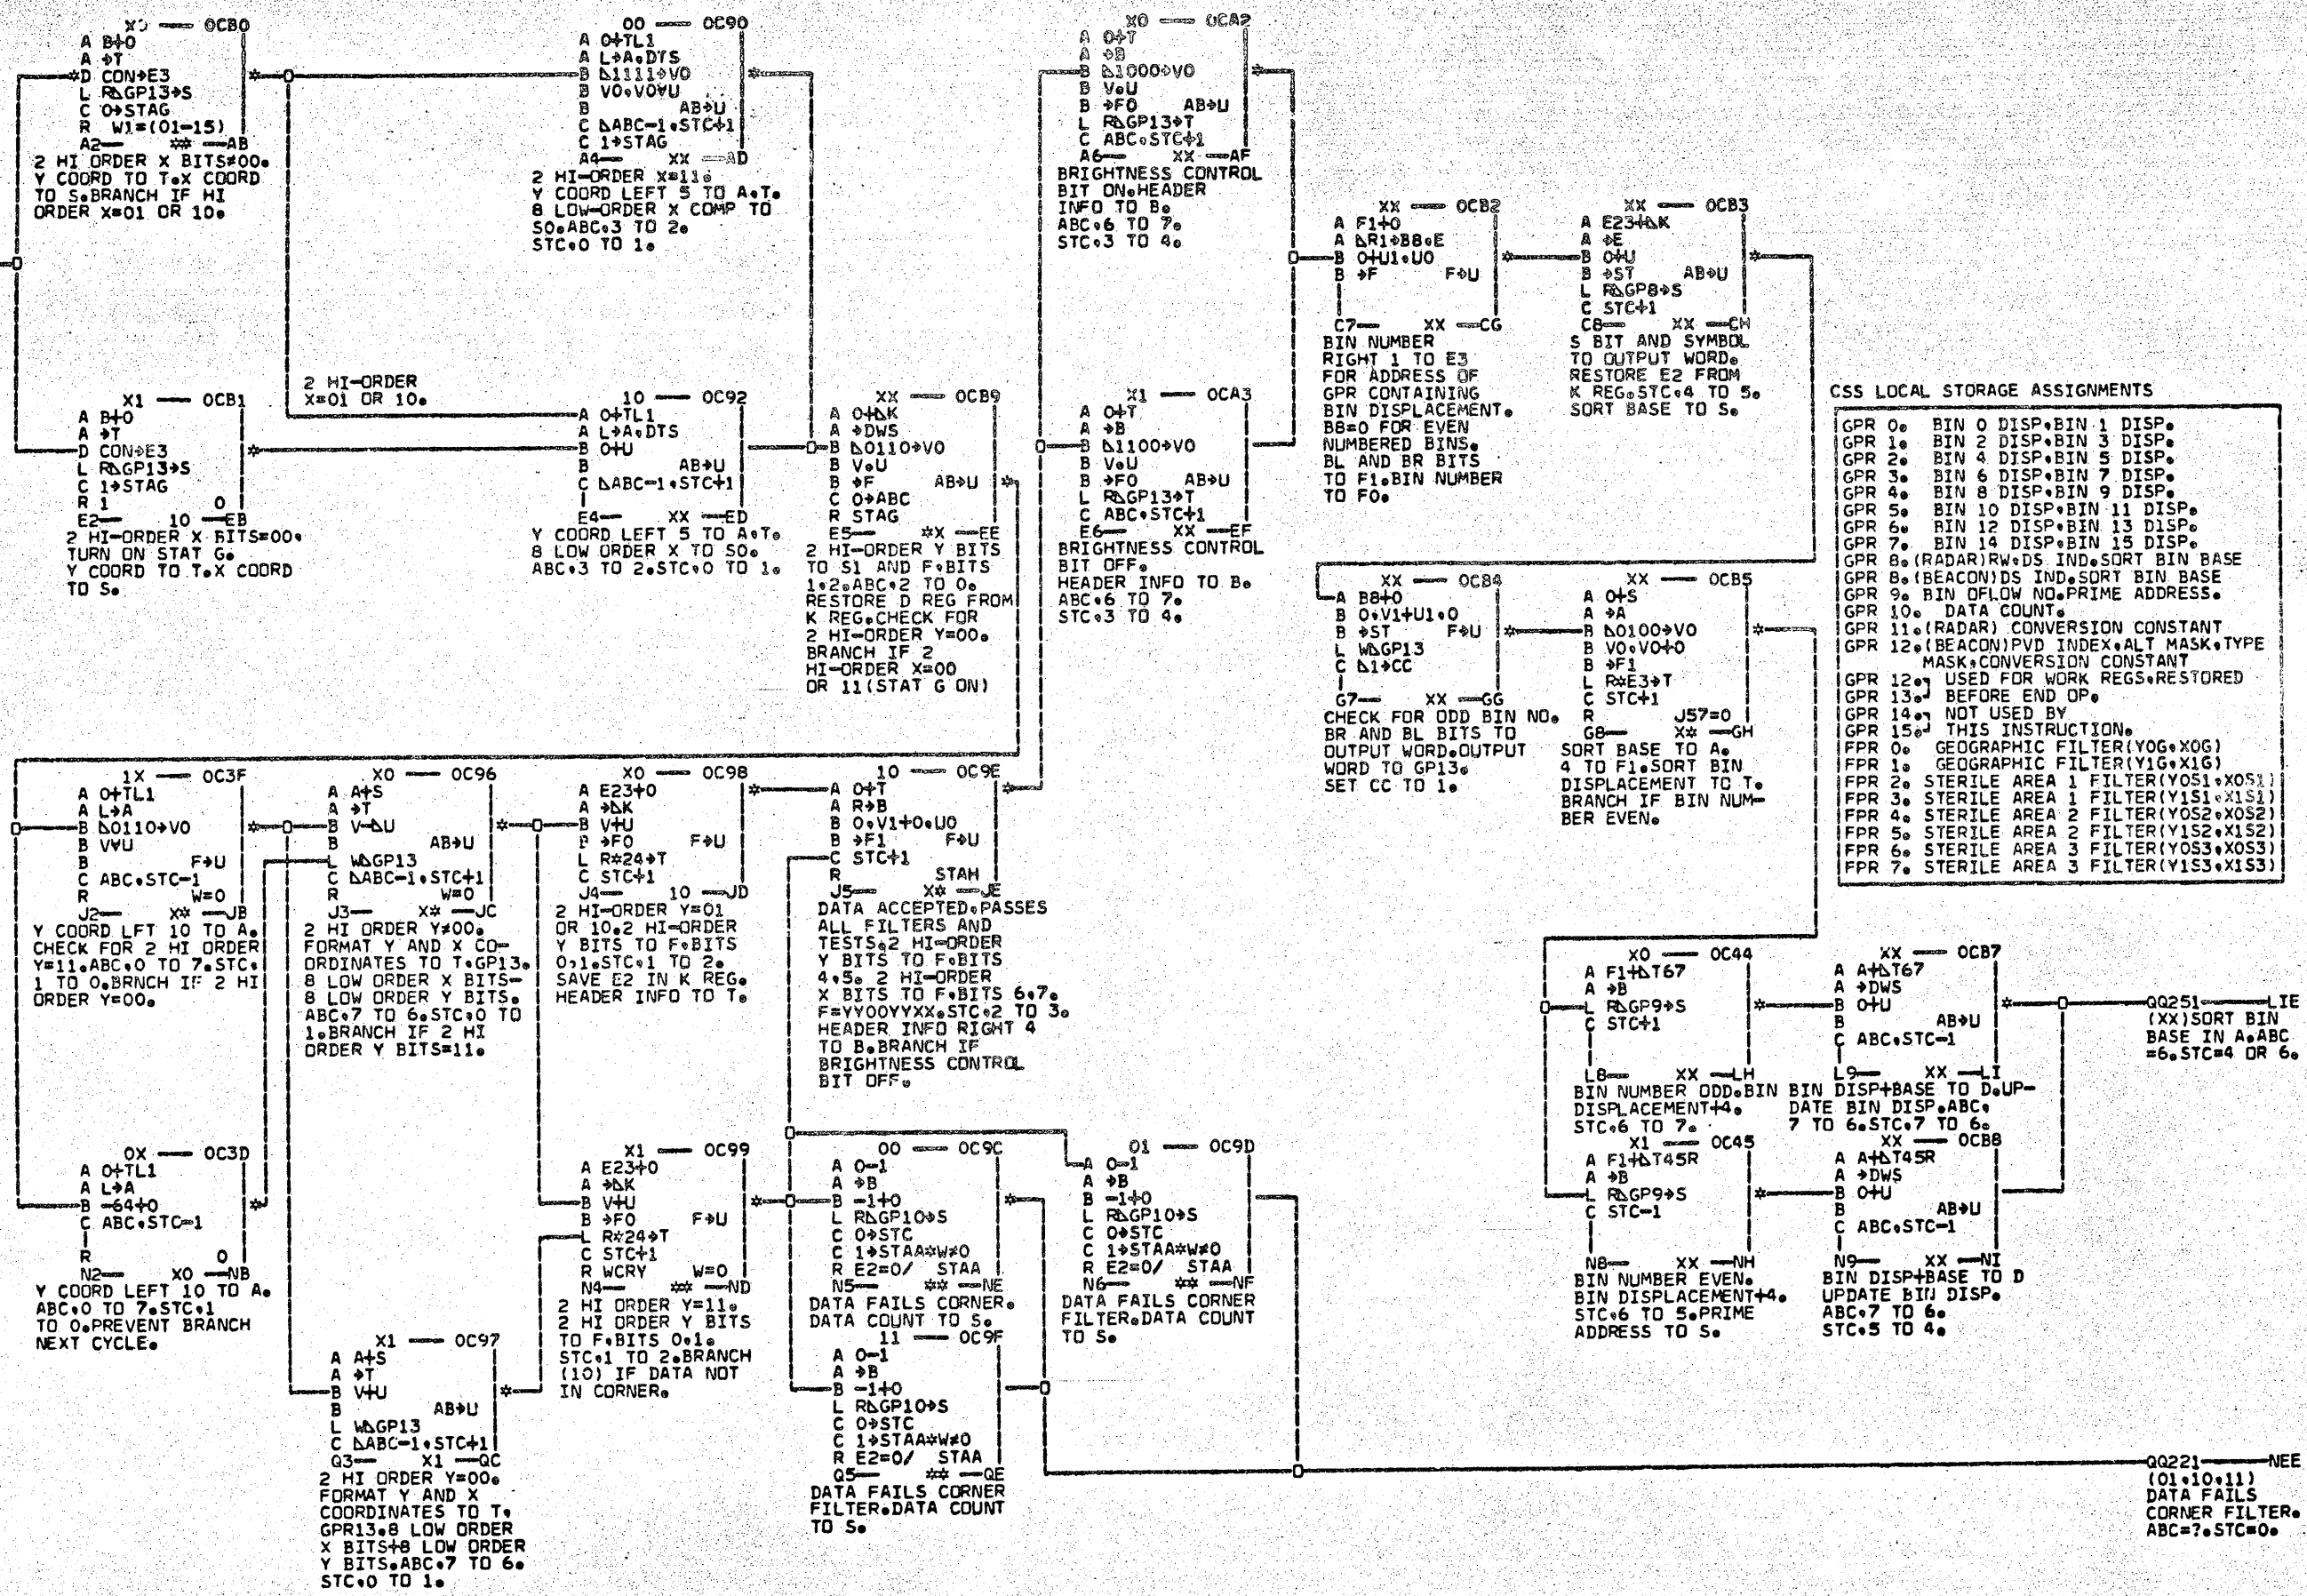 X0 — 0CB0
A B+0
A →T
*D CON→E3
L R∆GP13→S
C 0→STAG
R W1=(01-15)
A2— ** —AB
2 HI ORDER X BITS≠00.
Y COORD TO T.X COORD
TO S.BRANCH IF HI
ORDER X=01 OR 10.
00 — 0C90
A 0+TL1
A L→A,DTS
B ∆1111→V0
B V0,V0∀U
B AB→U
C ∆ABC-1,STC+1
C 1→STAG
A4— XX —AD
2 HI-ORDER X=11.
Y COORD LEFT 5 TO A,T.
8 LOW-ORDER X COMP TO
S0.ABC,3 TO 2.
STC,0 TO 1.
X0 — 0CA2
A 0+T
A →B
B ∆1000→V0
B V,U
B →F0 AB→U
L R∆GP13→T
C ABC,STC+1
A6— XX —AF
BRIGHTNESS CONTROL
BIT ON.HEADER
INFO TO B.
ABC,6 TO 7.
STC,3 TO 4.
XX — 0CB2
A F1+0
A ∆R1→B8,E
B 0+U1,U0
B →F F→U
C7— XX —CG
BIN NUMBER
RIGHT 1 TO E3
FOR ADDRESS OF
GPR CONTAINING
BIN DISPLACEMENT.
B8=0 FOR EVEN
NUMBERED BINS.
BL AND BR BITS
TO F1.BIN NUMBER
TO F0.
XX — 0CB3
A E23+∆K
A →E
B 0+U
B →ST AB→U
L R∆GP8→S
C STC+1
C8— XX —CH
S BIT AND SYMBOL
TO OUTPUT WORD.
RESTORE E2 FROM
K REG.STC,4 TO 5.
SORT BASE TO S.
X1 — 0CB1
A B+0
A →T
D CON→E3
L R∆GP13→S
C 1→STAG
R 1 0
E2— 10 —EB
2 HI-ORDER X BITS=00.
TURN ON STAT G.
Y COORD TO T.X COORD
TO S.
2 HI-ORDER
X=01 OR 10.
10 — 0C92
A 0+TL1
A L→A,DTS
B 0+U
B AB→U
C ∆ABC-1,STC+1
E4— XX —ED
Y COORD LEFT 5 TO A,T.
8 LOW ORDER X TO S0.
ABC,3 TO 2.STC,0 TO 1.
XX — 0CB9
A 0+∆K
A →DWS
B ∆0110→V0
B V,U
B →F AB→U
C 0→ABC
R STAG
E5— *X —EE
2 HI-ORDER Y BITS
TO S1 AND F,BITS
1,2.ABC,2 TO 0.
RESTORE D REG FROM
K REG.CHECK FOR
2 HI-ORDER Y=00.
BRANCH IF 2
HI-ORDER X=00
OR 11(STAT G ON)
X1 — 0CA3
A 0+T
A →B
B ∆1100→V0
B V,U
B →F0 AB→U
L R∆GP13→T
C ABC,STC+1
E6— XX —EF
BRIGHTNESS CONTROL
BIT OFF.
HEADER INFO TO B.
ABC,6 TO 7.
STC,3 TO 4.
XX — 0CB4
A B8+0
B 0,V1+U1,0
B →ST F→U
L W∆GP13
C ∆1→CC
G7— XX —GG
CHECK FOR ODD BIN NO.
BR AND BL BITS TO
OUTPUT WORD.OUTPUT
WORD TO GP13.
SET CC TO 1.
XX — 0CB5
A 0+S
A →A
B ∆0100→V0
B V0,V0+0
B →F1
L R*E3→T
C STC+1
R J57=0
G8— X* —GH
SORT BASE TO A.
4 TO F1.SORT BIN
DISPLACEMENT TO T.
BRANCH IF BIN NUM-
BER EVEN.
CSS LOCAL STORAGE ASSIGNMENTS
GPR 0. BIN 0 DISP,BIN 1 DISP.
GPR 1. BIN 2 DISP,BIN 3 DISP.
GPR 2. BIN 4 DISP,BIN 5 DISP.
GPR 3. BIN 6 DISP,BIN 7 DISP.
GPR 4. BIN 8 DISP,BIN 9 DISP.
GPR 5. BIN 10 DISP,BIN 11 DISP.
GPR 6. BIN 12 DISP,BIN 13 DISP.
GPR 7. BIN 14 DISP,BIN 15 DISP.
GPR 8.(RADAR)RW,DS IND,SORT BIN BASE
GPR 8.(BEACON)DS IND,SORT BIN BASE
GPR 9. BIN OFLOW NO.PRIME ADDRESS.
GPR 10. DATA COUNT.
GPR 11.(RADAR) CONVERSION CONSTANT
GPR 12.(BEACON)PVD INDEX,ALT MASK,TYPE
MASK,CONVERSION CONSTANT
GPR 12. USED FOR WORK REGS,RESTORED
GPR 13. BEFORE END OP.
GPR 14. NOT USED BY
GPR 15. THIS INSTRUCTION.
FPR 0. GEOGRAPHIC FILTER(Y0G,X0G)
FPR 1. GEOGRAPHIC FILTER(Y1G,X1G)
FPR 2. STERILE AREA 1 FILTER(Y0S1,X0S1)
FPR 3. STERILE AREA 1 FILTER(Y1S1,X1S1)
FPR 4. STERILE AREA 2 FILTER(Y0S2,X0S2)
FPR 5. STERILE AREA 2 FILTER(Y1S2,X1S2)
FPR 6. STERILE AREA 3 FILTER(Y0S3,X0S3)
FPR 7. STERILE AREA 3 FILTER(Y1S3,X1S3)
1X — 0C3F
A 0+TL1
A L→A
B ∆0110→V0
B V∀U
B F→U
C ABC,STC-1
R W=0
J2— X* —JB
Y COORD LFT 10 TO A.
CHECK FOR 2 HI ORDER
Y=11.ABC,0 TO 7.STC,
1 TO 0.BRNCH IF 2 HI
ORDER Y=00.
X0 — 0C96
A A+S
A →T
B V-∆U
B AB→U
L W∆GP13
C ∆ABC-1,STC+1
R W=0
J3— X* —JC
2 HI ORDER Y≠00.
FORMAT Y AND X CO-
ORDINATES TO T,GP13.
8 LOW ORDER X BITS-
8 LOW ORDER Y BITS.
ABC,7 TO 6.STC,0 TO
1.BRANCH IF 2 HI
ORDER Y BITS=11.
X0 — 0C98
A E23+0
A →∆K
B V+U
B →F0 F→U
L R*24→T
C STC+1
J4— 10 —JD
2 HI-ORDER Y=01
OR 10.2 HI-ORDER
Y BITS TO F,BITS
0,1.STC,1 TO 2.
SAVE E2 IN K REG.
HEADER INFO TO T.
10 — 0C9E
A 0+T
A R→B
B 0,V1+0,U0
B →F1 F→U
C STC+1
R STAH
J5— X* —JE
DATA ACCEPTED,PASSES
ALL FILTERS AND
TESTS.2 HI-ORDER
Y BITS TO F,BITS
4,5. 2 HI-ORDER
X BITS TO F,BITS 6,7.
F=YY00YYXX.STC,2 TO 3.
HEADER INFO RIGHT 4
TO B.BRANCH IF
BRIGHTNESS CONTROL
BIT OFF.
X0 — 0C44
A F1+∆T67
A →B
L R∆GP9→S
C STC+1
L8— XX —LH
BIN NUMBER ODD.BIN
DISPLACEMENT+4.
STC,6 TO 7.
XX — 0CB7
A A+∆T67
A →DWS
B 0+U
B AB→U
C ABC,STC-1
L9— XX —LI
BIN DISP+BASE TO D.UP-
DATE BIN DISP.ABC,
7 TO 6.STC,7 TO 6.
QQ251—LIE
(XX)SORT BIN
BASE IN A.ABC
=6.STC=4 OR 6.
0X — 0C3D
A 0+TL1
A L→A
B -64+0
C ABC,STC-1
R 0
N2— X0 —NB
Y COORD LEFT 10 TO A.
ABC,0 TO 7.STC,1
TO 0.PREVENT BRANCH
NEXT CYCLE.
X1 — 0C99
A E23+0
A →∆K
B V+U
B →F0 F→U
L R*24→T
C STC+1
R WCRY W=0
N4— ** —ND
2 HI ORDER Y=11.
2 HI ORDER Y BITS
TO F,BITS 0,1.
STC,1 TO 2.BRANCH
(10) IF DATA NOT
IN CORNER.
00 — 0C9C
A 0-1
A →B
B -1+0
L R∆GP10→S
C 0→STC
C 1→STAA*W≠0
R E2=0/ STAA
N5— ** —NE
DATA FAILS CORNER.
DATA COUNT TO S.
01 — 0C9D
A 0-1
A →B
B -1+0
L R∆GP10→S
C 0→STC
C 1→STAA*W≠0
R E2=0/ STAA
N6— ** —NF
DATA FAILS CORNER
FILTER.DATA COUNT
TO S.
X1 — 0C45
A F1+∆T45R
A →B
L R∆GP9→S
C STC-1
N8— XX —NH
BIN NUMBER EVEN.
BIN DISPLACEMENT+4.
STC,6 TO 5.PRIME
ADDRESS TO S.
XX — 0CB8
A A+∆T45R
A →DWS
B 0+U
B AB→U
C ABC,STC-1
N9— XX —NI
BIN DISP+BASE TO D
UPDATE BIN DISP.
ABC,7 TO 6.
STC,5 TO 4.
X1 — 0C97
A A+S
A →T
B V+U
B AB→U
L W∆GP13
C ∆ABC-1,STC+1
Q3— X1 —QC
2 HI ORDER Y=00.
FORMAT Y AND X
COORDINATES TO T,
GPR13.8 LOW ORDER
X BITS+8 LOW ORDER
Y BITS.ABC,7 TO 6.
STC,0 TO 1.
11 — 0C9F
A 0-1
A →B
B -1+0
L R∆GP10→S
C 0→STC
C 1→STAA*W≠0
R E2=0/ STAA
Q5— ** —QE
DATA FAILS CORNER
FILTER.DATA COUNT
TO S.
QQ221—NEE
(01,10,11)
DATA FAILS
CORNER FILTER.
ABC=?.STC=0.